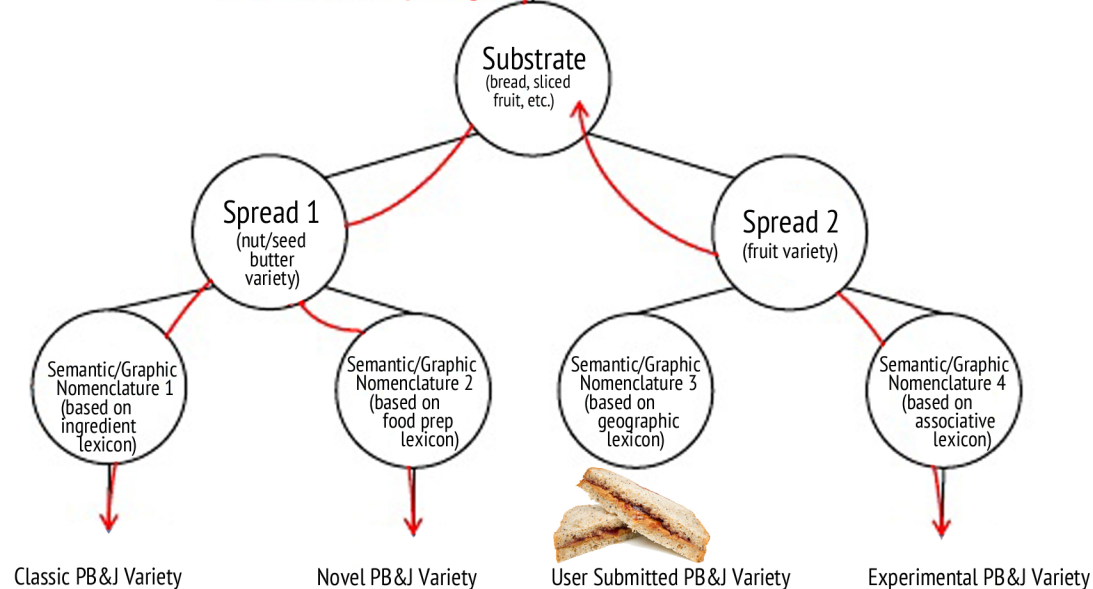 Substrate
(bread, sliced
fruit, etc.)
Spread 1
(nut/seed
butter
variety)
Spread 2
(fruit variety)
Semantic/Graphic
Nomenclature 1
(based on
ingredient
lexicon)
Semantic/Graphic
Nomenclature 2
(based on
food prep
lexicon)
Semantic/Graphic
Nomenclature 3
(based on
geographic
lexicon)
Semantic/Graphic
Nomenclature 4
(based on
associative
lexicon)
Classic PB&J Variety
Novel PB&J Variety
User Submitted PB&J Variety
Experimental PB&J Variety